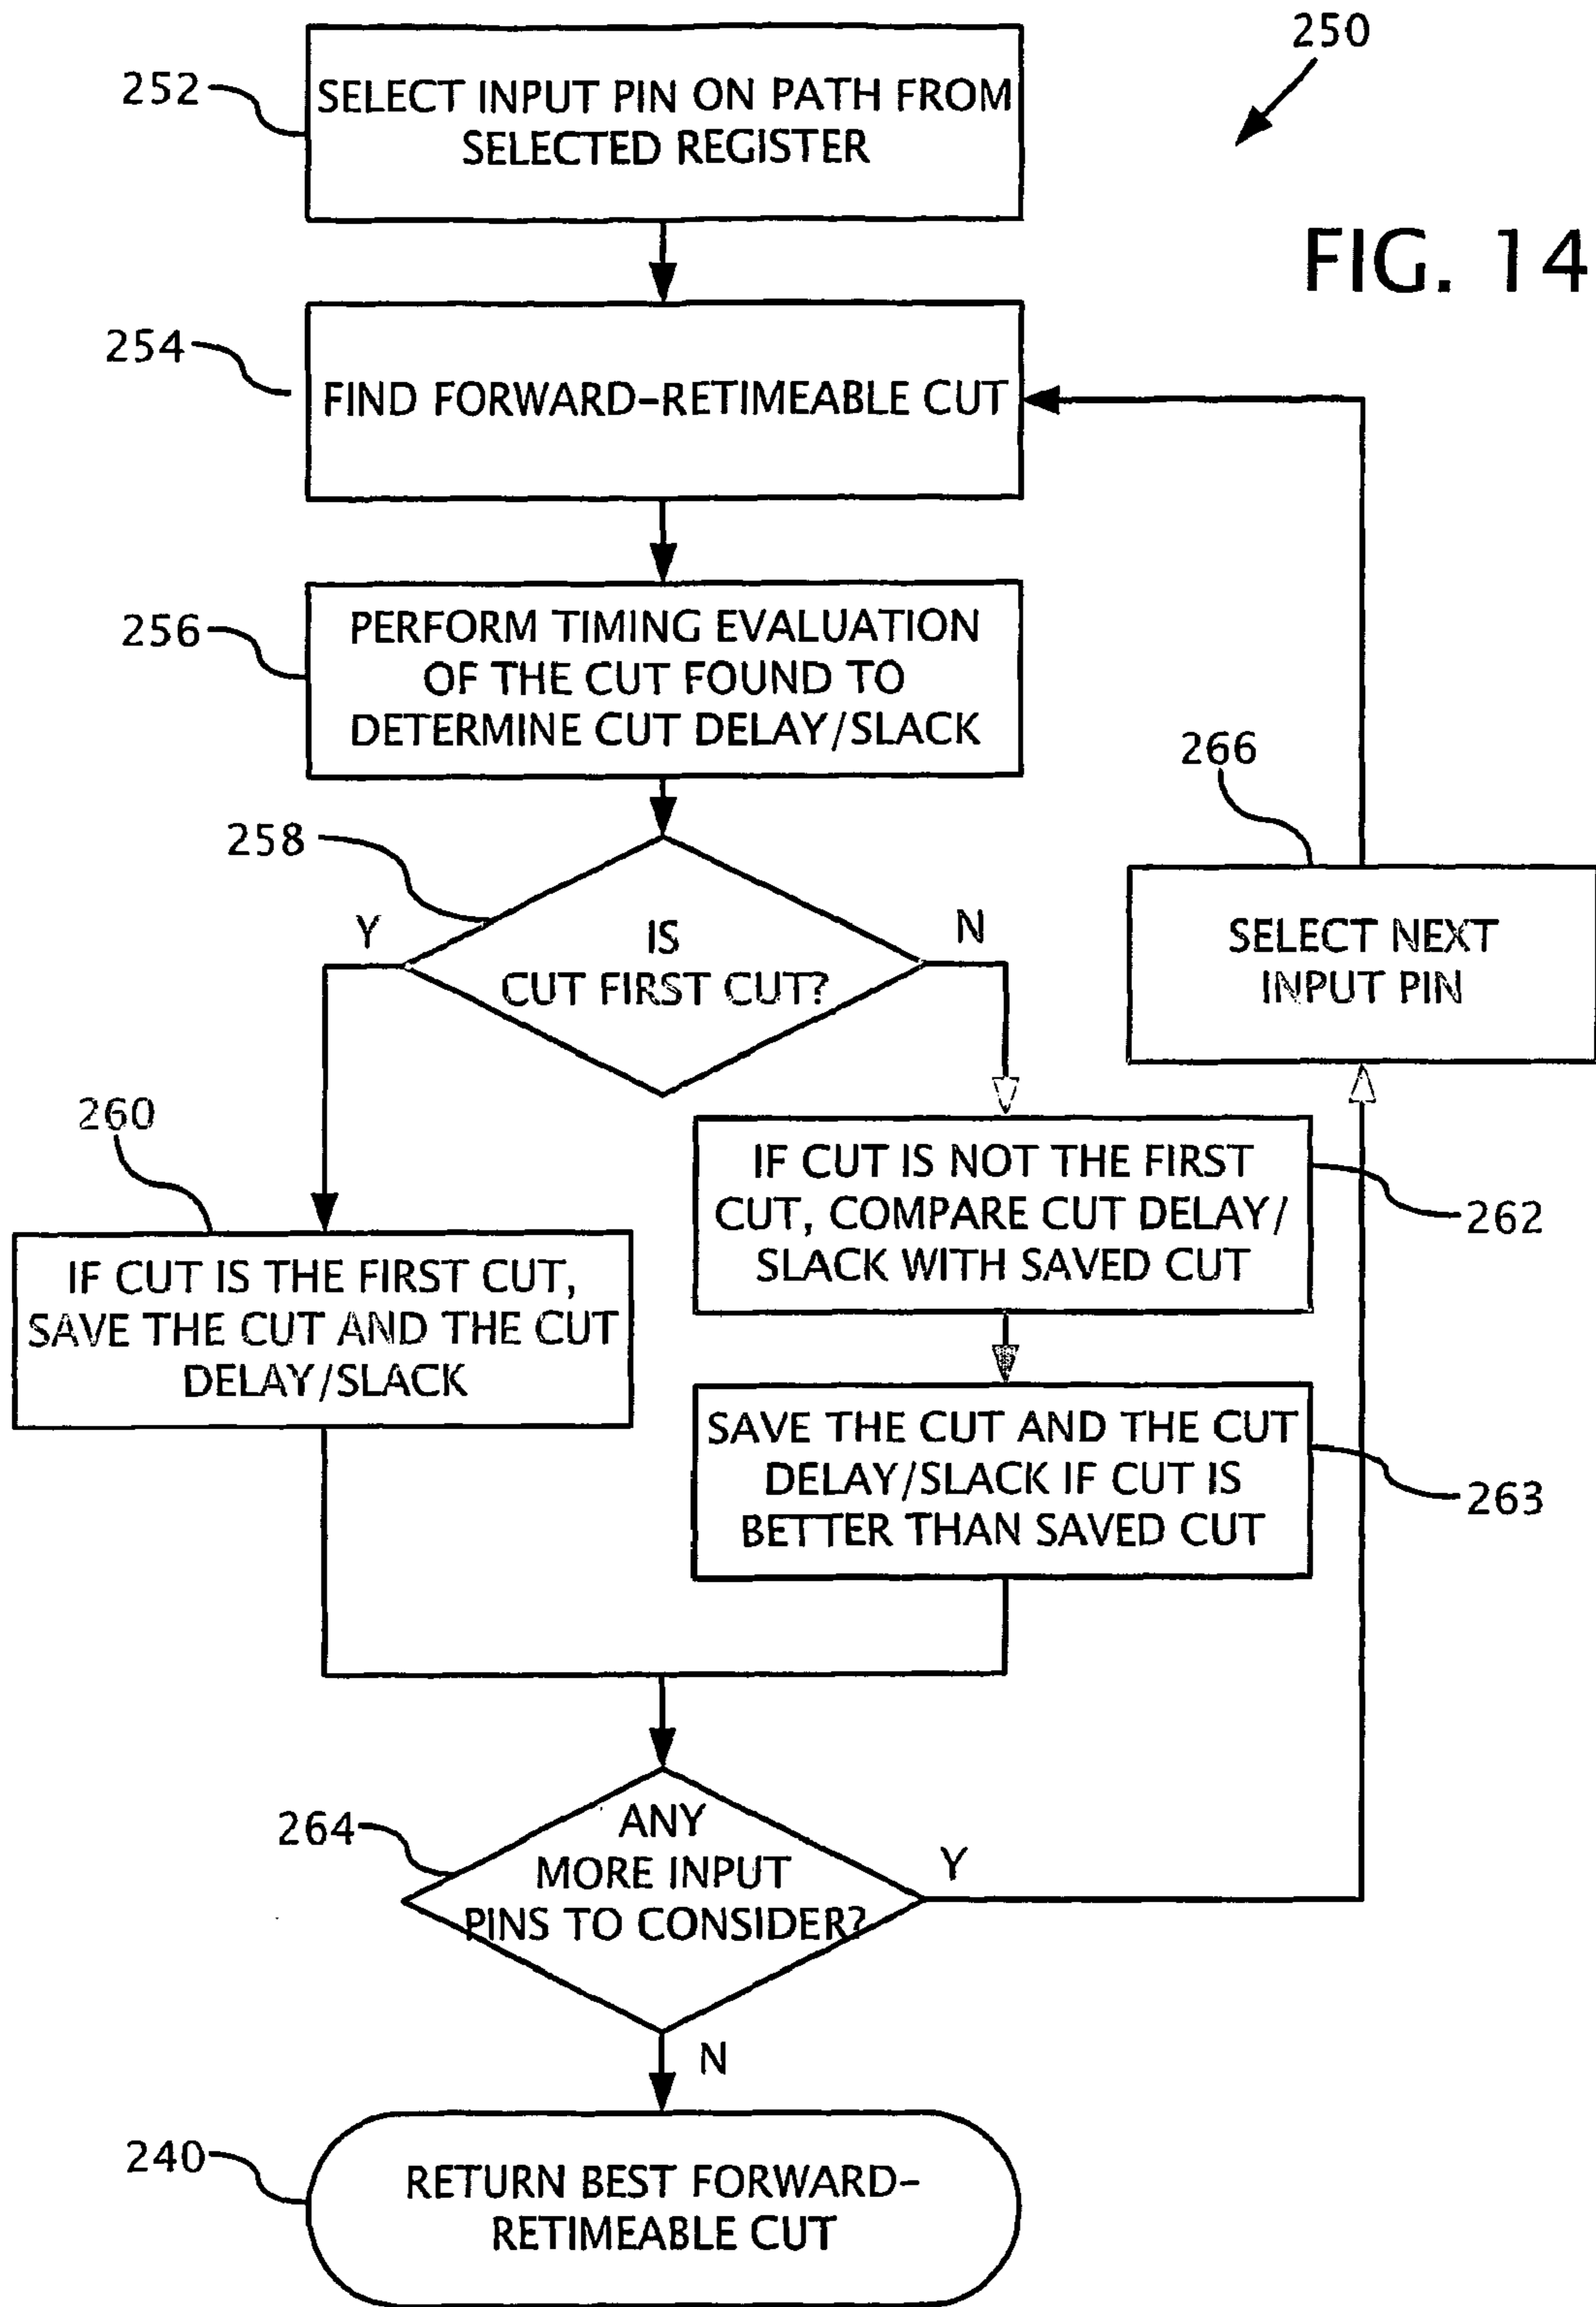 250
FIG. 14
252
SELECT INPUT PIN ON PATH FROM
SELECTED REGISTER
254
FIND FORWARD-RETIMEABLE CUT
256
PERFORM TIMING EVALUATION
OF THE CUT FOUND TO
DETERMINE CUT DELAY/SLACK
258
Y
IS
CUT FIRST CUT?
N
266
SELECT NEXT
INPUT PIN
260
IF CUT IS THE FIRST CUT,
SAVE THE CUT AND THE CUT
DELAY/SLACK
IF CUT IS NOT THE FIRST
CUT, COMPARE CUT DELAY/
SLACK WITH SAVED CUT
262
SAVE THE CUT AND THE CUT
DELAY/SLACK IF CUT IS
BETTER THAN SAVED CUT
263
264
ANY
MORE INPUT
PINS TO CONSIDER?
Y
N
240
RETURN BEST FORWARD-
RETIMEABLE CUT